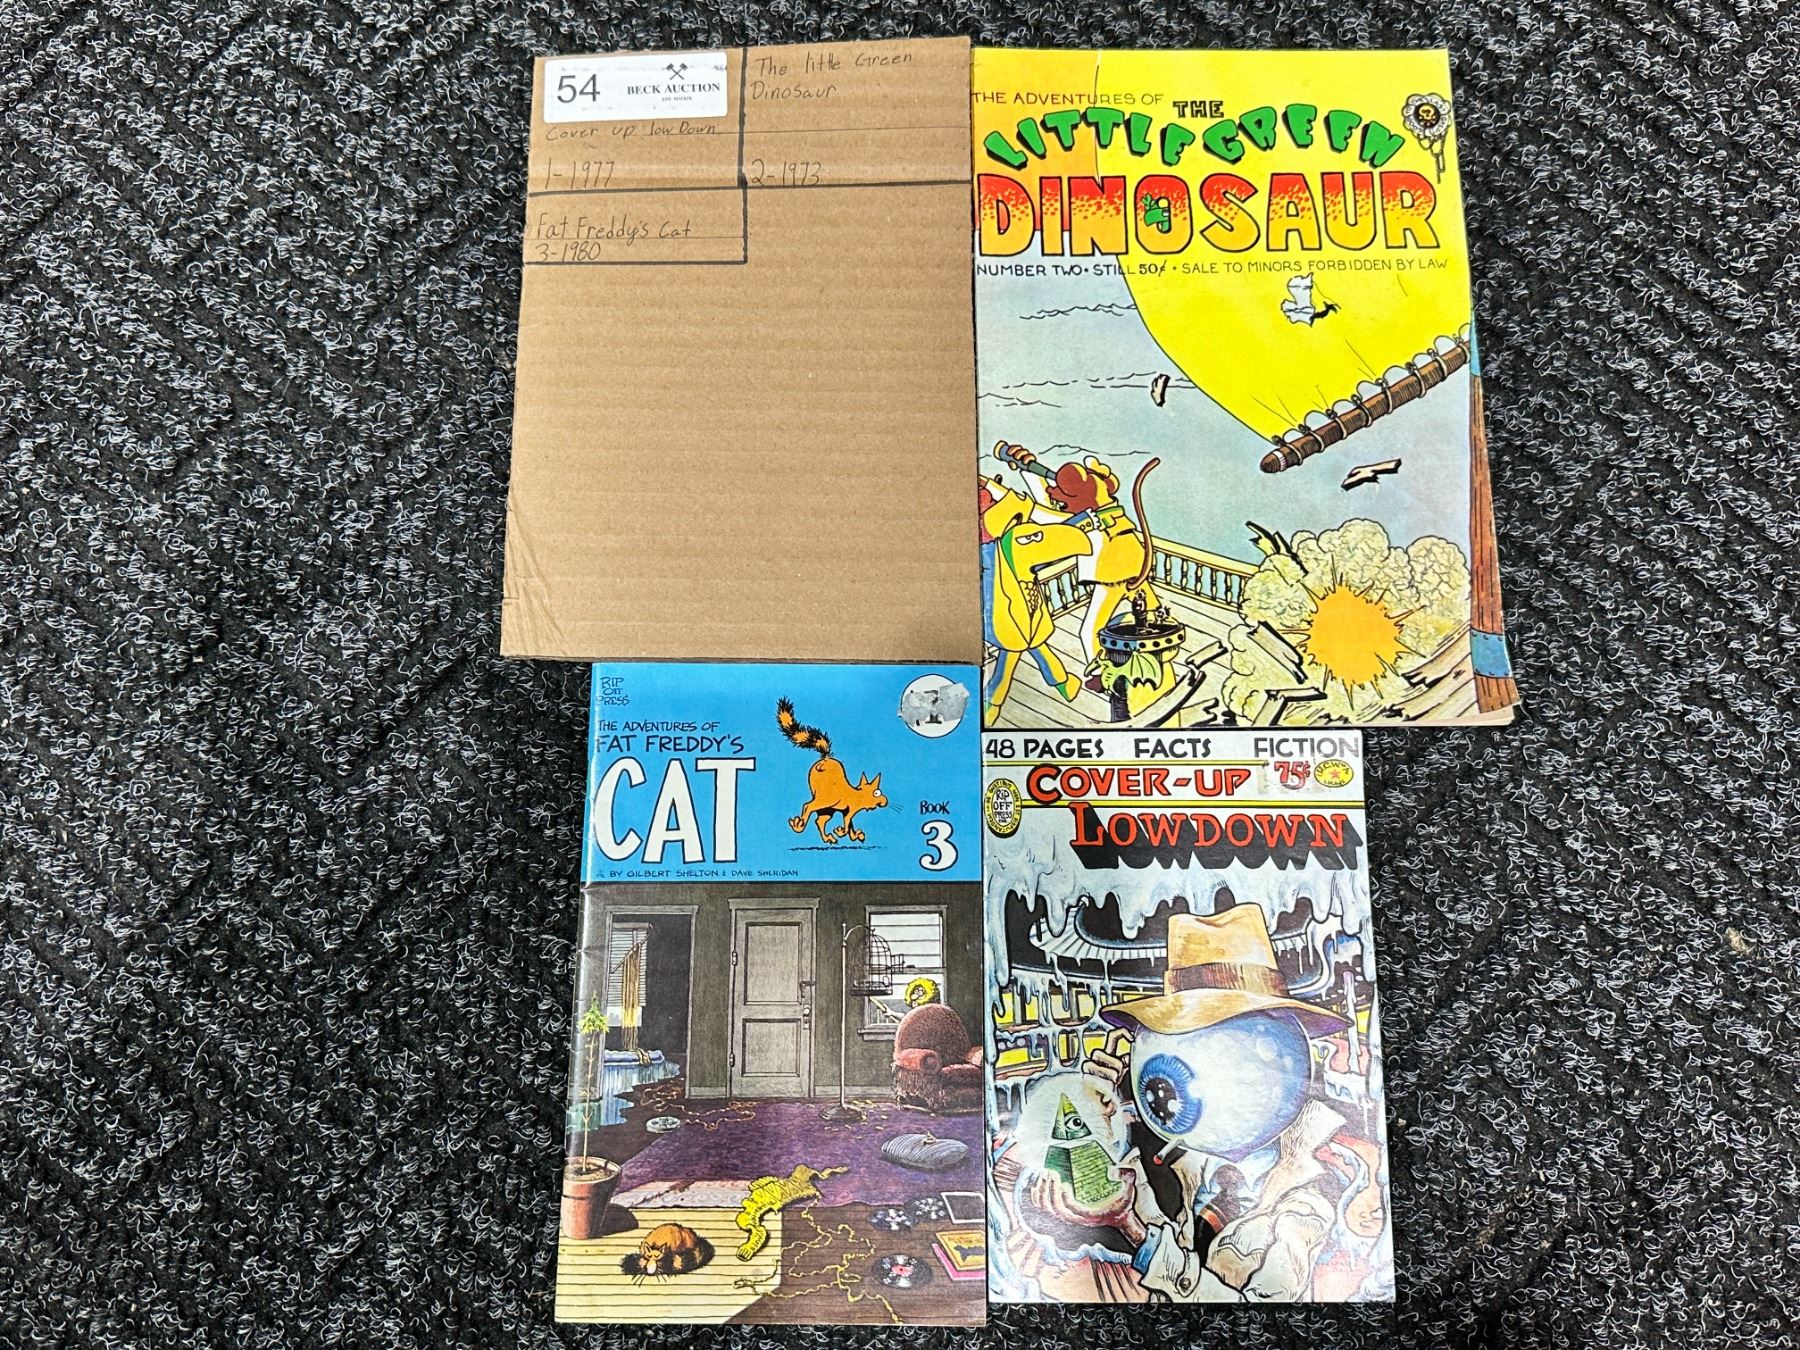 54
BECK AUCTION
The little Green
Dinosaur
Cover up low Down
1-1977
2-1973
Fat Freddy's Cat
3-1980
THE ADVENTURES OF
THE
LITTLE GREEN
DINOSAUR
NUMBER TWO • STILL 50¢ • SALE TO MINORS FORBIDDEN BY LAW
RIP
OFF
PRESS
THE ADVENTURES OF
FAT FREDDY'S
CAT
BOOK
3
BY GILBERT SHELTON & DAVE SHERIDAN
48 PAGES FACTS FICTION
COVER-UP
75¢
RIP
OFF
PRESS
LOWDOWN